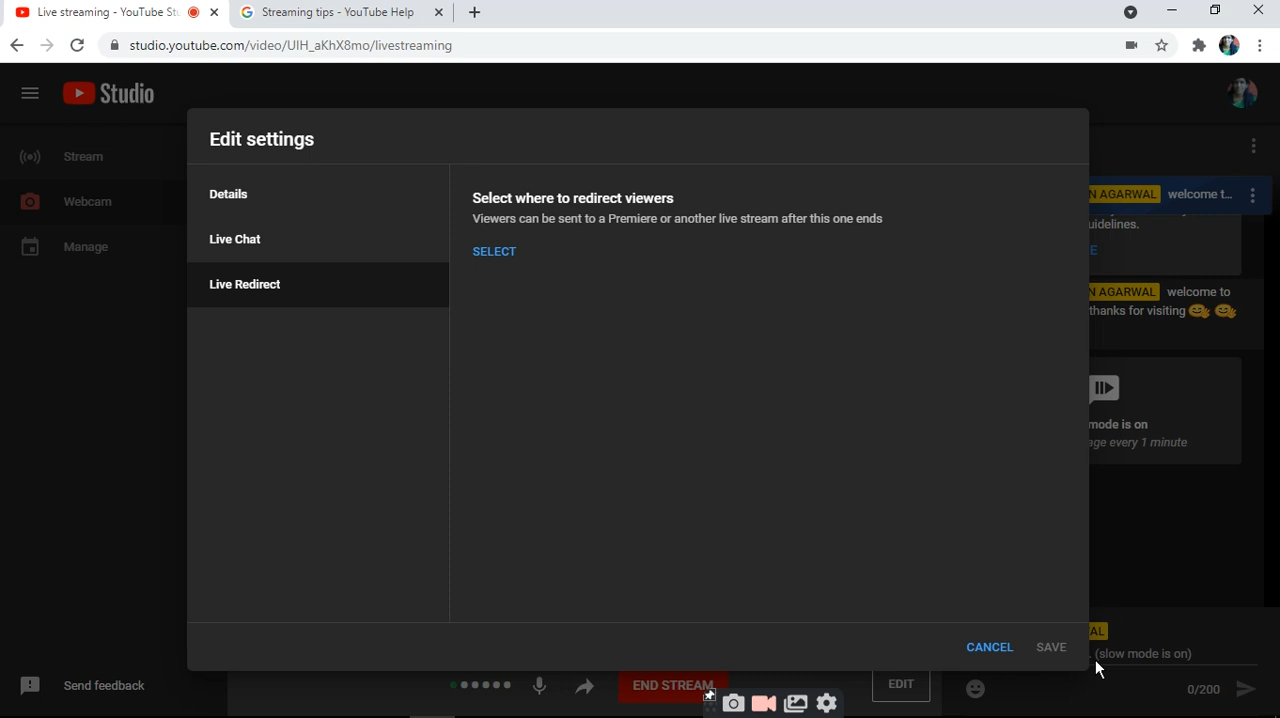 Live streaming - YouTube Stu
Streaming tips - YouTube Help
studio.youtube.com/video/UIH_aKhX8mo/livestreaming
Studio
Stream
Webcam
Manage
Edit settings
Details
Live Chat
Live Redirect
Select where to redirect viewers
Viewers can be sent to a Premiere or another live stream after this one ends
SELECT
N AGARWAL welcome t...
uidelines.
E
N AGARWAL welcome to
thanks for visiting
mode is on
age every 1 minute
CANCEL
SAVE
AL
. (slow mode is on)
Send feedback
END STREAM
EDIT
0/200